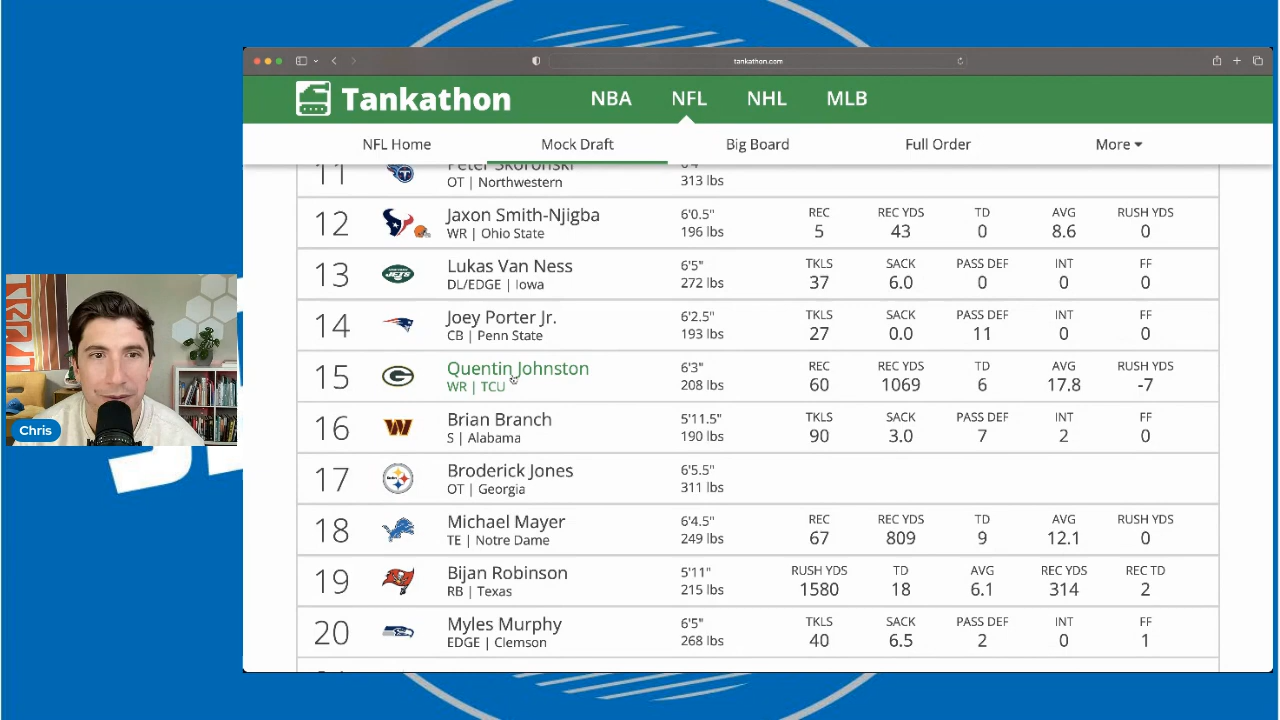 tankathon.com
Tankathon
NBA NFL NHL MLB
NFL Home Mock Draft Big Board Full Order More
11 Peter Skoronski 6'4"
OT | Northwestern 313 lbs
12 Jaxon Smith-Njigba 6'0.5" REC REC YDS TD AVG RUSH YDS
WR | Ohio State 196 lbs 5 43 0 8.6 0
13 Lukas Van Ness 6'5" TKLS SACK PASS DEF INT FF
DL/EDGE | Iowa 272 lbs 37 6.0 0 0 0
14 Joey Porter Jr. 6'2.5" TKLS SACK PASS DEF INT FF
CB | Penn State 193 lbs 27 0.0 11 0 0
15 Quentin Johnston 6'3" REC REC YDS TD AVG RUSH YDS
WR | TCU 208 lbs 60 1069 6 17.8 -7
16 Brian Branch 5'11.5" TKLS SACK PASS DEF INT FF
S | Alabama 190 lbs 90 3.0 7 2 0
17 Broderick Jones 6'5.5"
OT | Georgia 311 lbs
18 Michael Mayer 6'4.5" REC REC YDS TD AVG RUSH YDS
TE | Notre Dame 249 lbs 67 809 9 12.1 0
19 Bijan Robinson 5'11" RUSH YDS TD AVG REC YDS REC TD
RB | Texas 215 lbs 1580 18 6.1 314 2
20 Myles Murphy 6'5" TKLS SACK PASS DEF INT FF
EDGE | Clemson 268 lbs 40 6.5 2 0 1
Chris